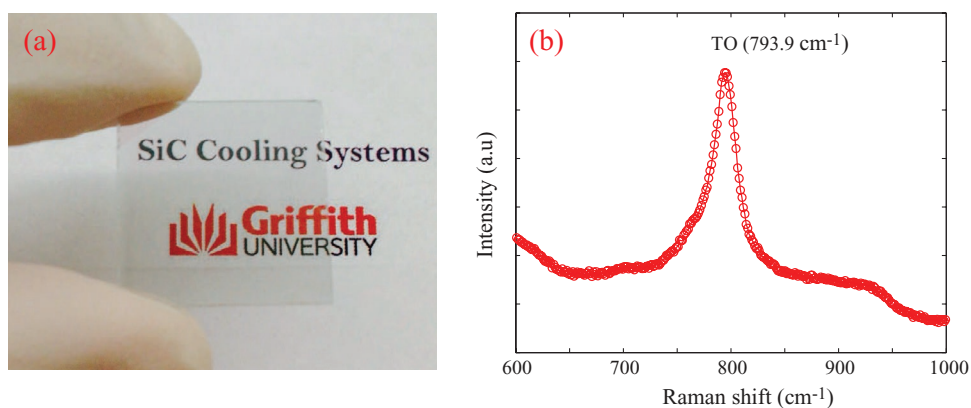 (a)
SiC Cooling Systems
Griffith
UNIVERSITY
(b)
TO (793.9 cm-1)
Intensity (a.u)
600
700
800
900
1000
Raman shift (cm-1)